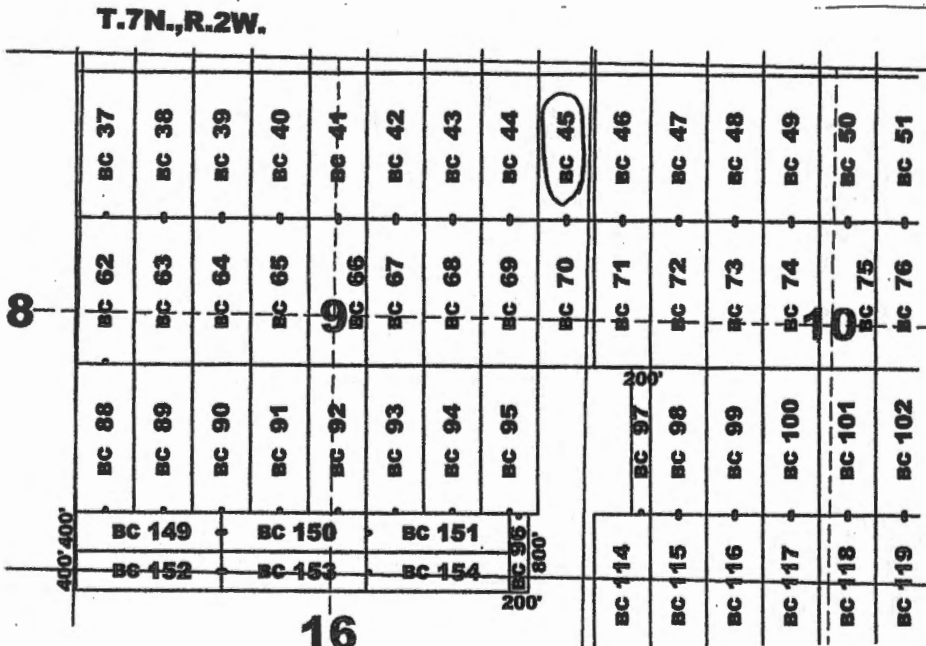 T.7N.,R.2W.
BC 37
BC 38
BC 39
BC 40
BC 41
BC 42
BC 43
BC 44
BC 45
BC 46
BC 47
BC 48
BC 49
BC 50
BC 51
BC 62
BC 63
BC 64
BC 65
BC 66
BC 67
BC 68
BC 69
BC 70
BC 71
BC 72
BC 73
BC 74
BC 75
BC 76
8
9
10
200'
BC 88
BC 89
BC 90
BC 91
BC 92
BC 93
BC 94
BC 95
BC 97
BC 98
BC 99
BC 100
BC 101
BC 102
400'
BC 149
BC 150
BC 151
BC 96
800'
400'
BC 152
BC 153
BC 154
200'
BC 114
BC 115
BC 116
BC 117
BC 118
BC 119
16